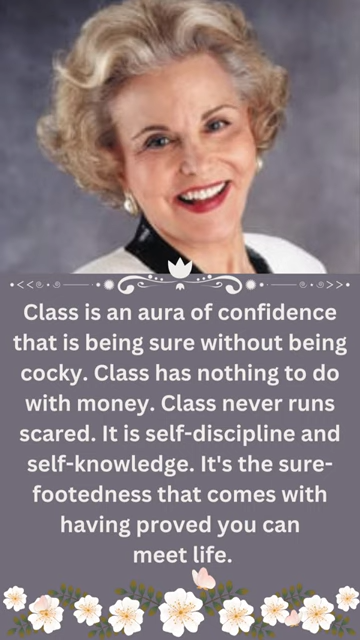 Class is an aura of confidence
that is being sure without being
cocky. Class has nothing to do
with money. Class never runs
scared. It is self-discipline and
self-knowledge. It's the sure-
footedness that comes with
having proved you can
meet life.